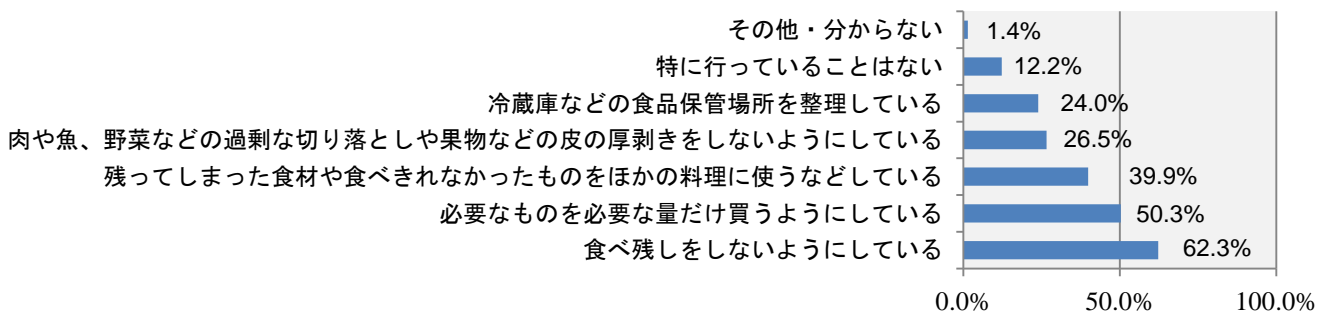 その他・分からない 1.4%
特に行っていることはない 12.2%
冷蔵庫などの食品保管場所を整理している 24.0%
肉や魚、野菜などの過剰な切り落としや果物などの皮の厚剥きをしないようにしている 26.5%
残ってしまった食材や食べきれなかったものをほかの料理に使うなどしている 39.9%
必要なものを必要な量だけ買うようにしている 50.3%
食べ残しをしないようにしている 62.3%
0.0% 50.0% 100.0%